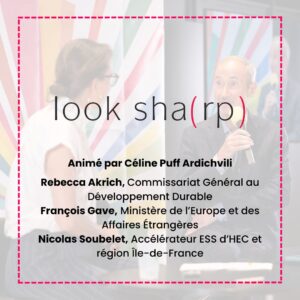 look sha(rp)
Animé par Céline Puff Ardichvili
Rebecca Akrich, Commissariat Général au
Développement Durable
François Gave, Ministère de l'Europe et des
Affaires Étrangères
Nicolas Soubelet, Accélérateur ESS d'HEC et
région Île-de-France